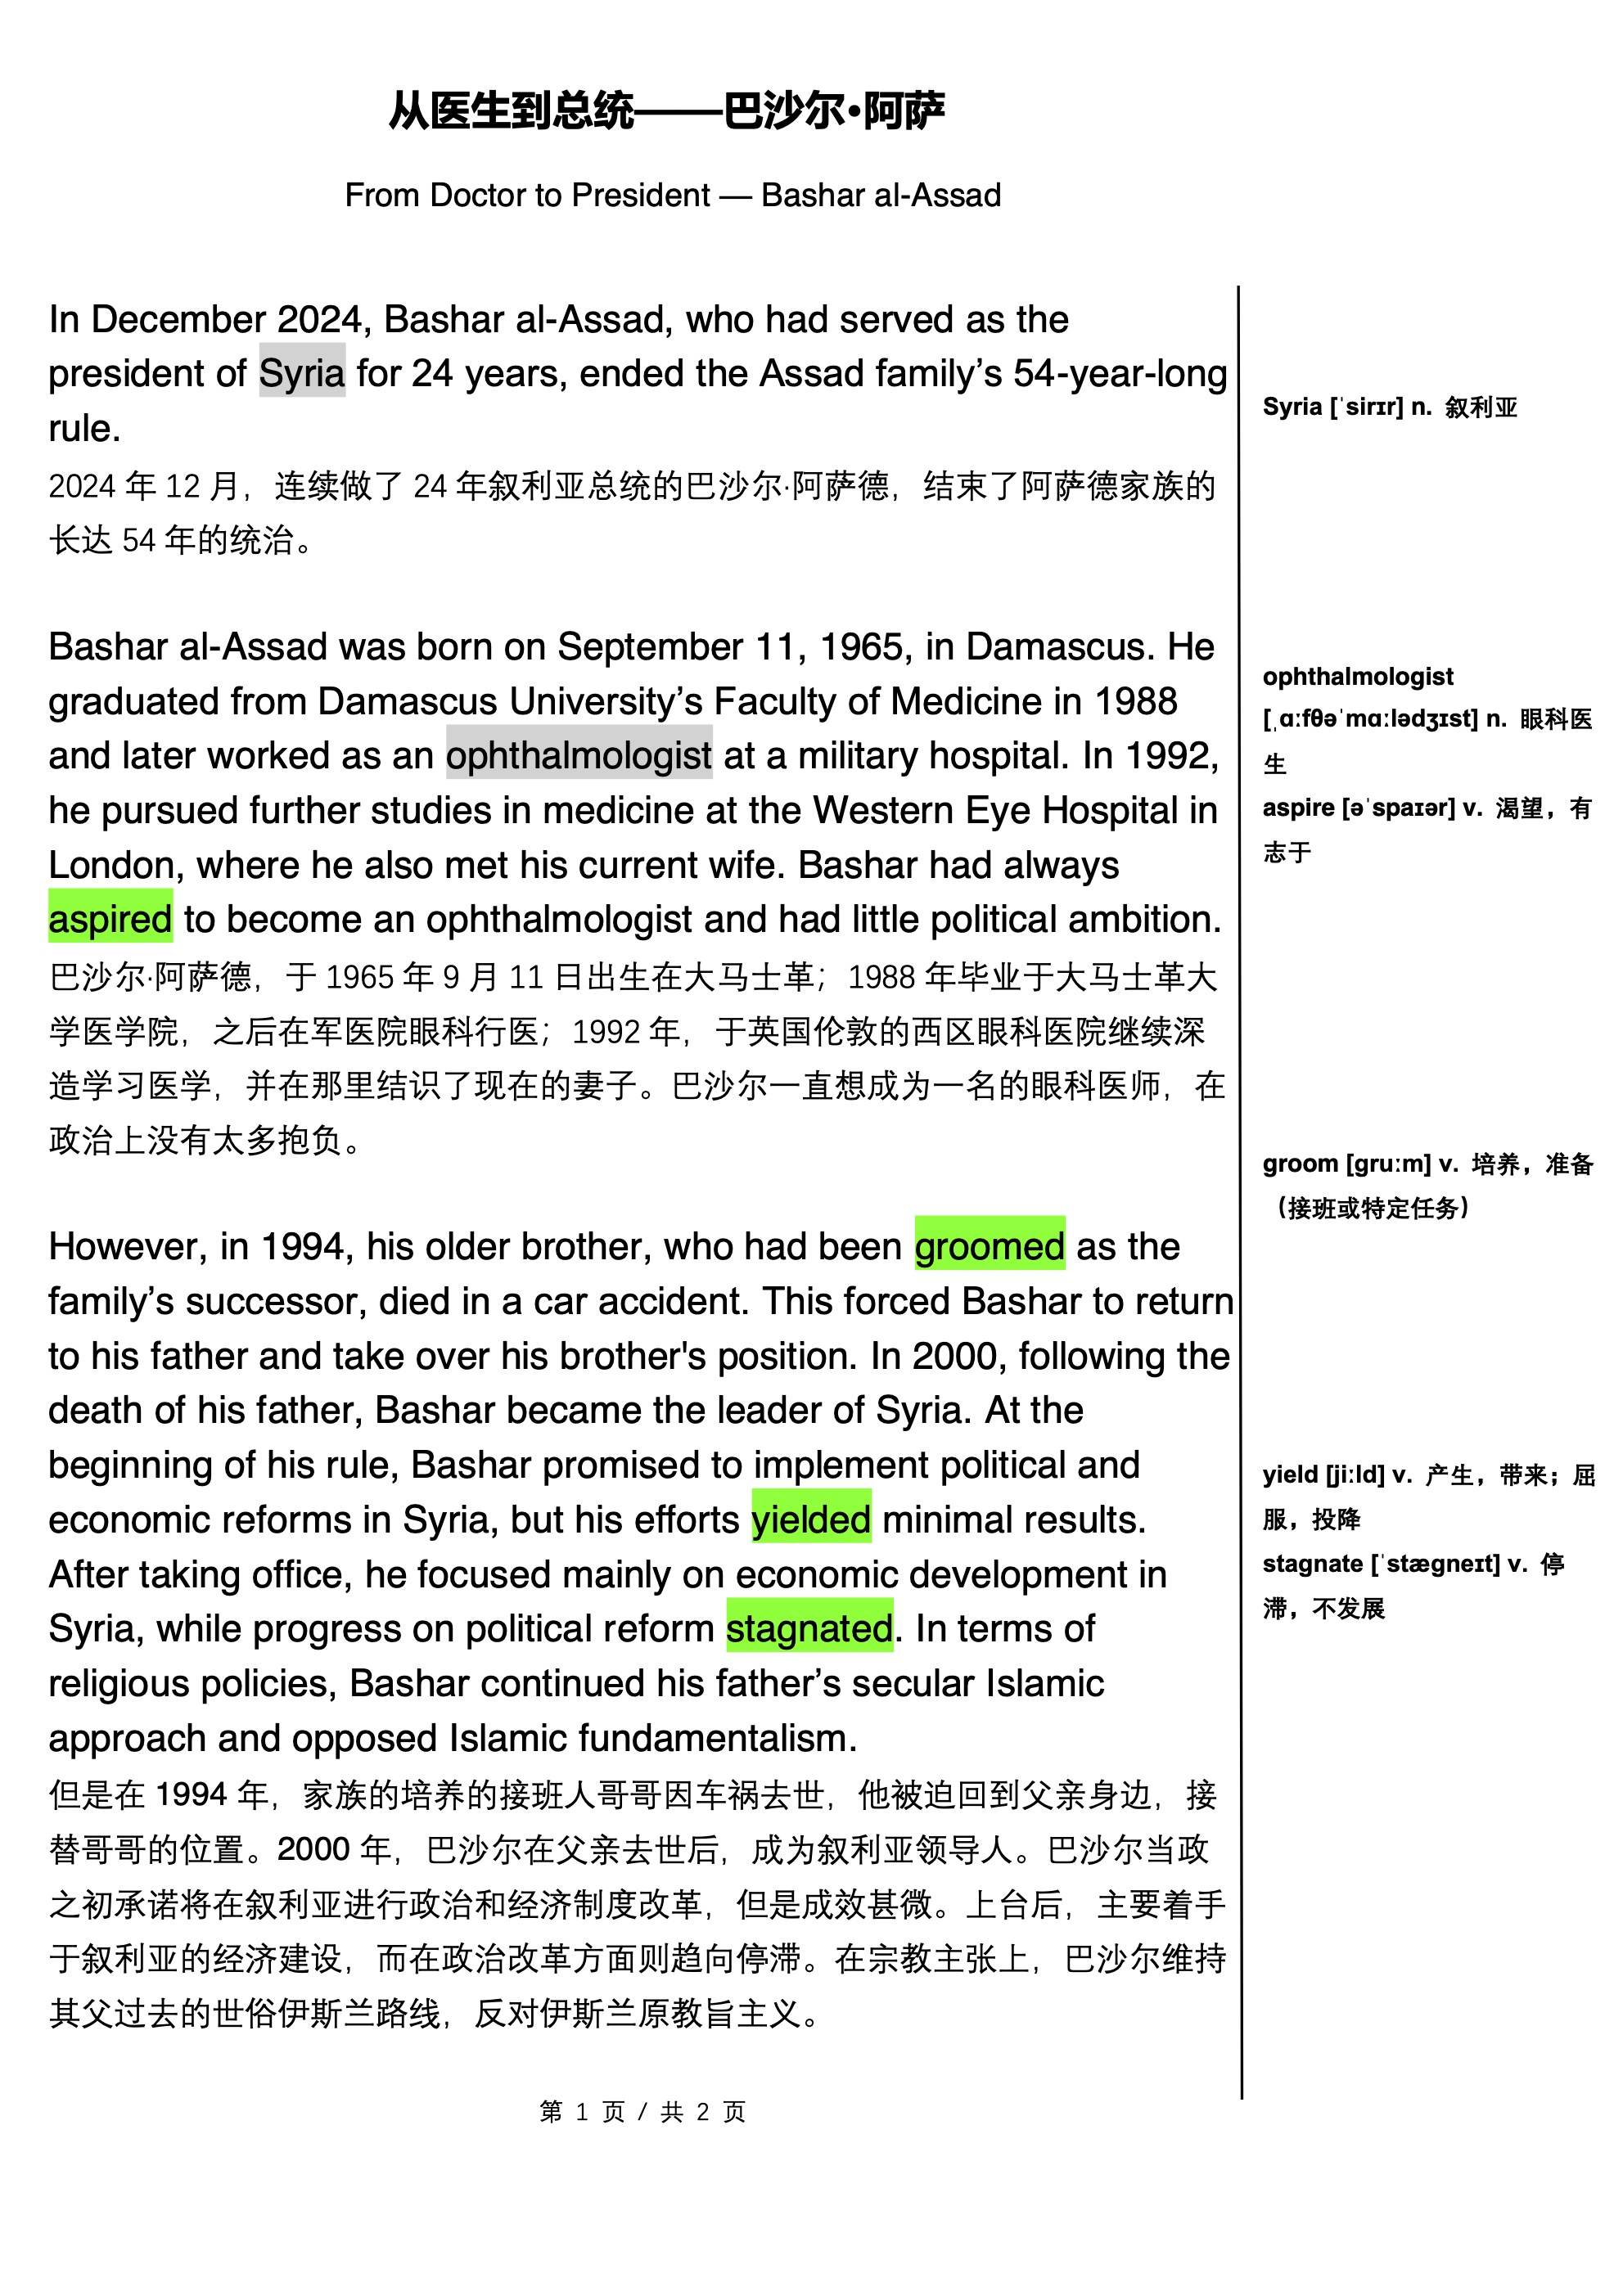 从医生到总统——巴沙尔·阿萨
From Doctor to President — Bashar al-Assad
In December 2024, Bashar al-Assad, who had served as the
president of Syria for 24 years, ended the Assad family’s 54-year-long
rule.
2024 年 12 月，连续做了 24 年叙利亚总统的巴沙尔·阿萨德，结束了阿萨德家族的
长达 54 年的统治。
Syria [ˈsirɪr] n. 叙利亚
Bashar al-Assad was born on September 11, 1965, in Damascus. He
graduated from Damascus University’s Faculty of Medicine in 1988
and later worked as an ophthalmologist at a military hospital. In 1992,
he pursued further studies in medicine at the Western Eye Hospital in
London, where he also met his current wife. Bashar had always
aspired to become an ophthalmologist and had little political ambition.
巴沙尔·阿萨德，于 1965 年 9 月 11 日出生在大马士革；1988 年毕业于大马士革大
学医学院，之后在军医院眼科行医；1992 年，于英国伦敦的西区眼科医院继续深
造学习医学，并在那里结识了现在的妻子。巴沙尔一直想成为一名的眼科医师，在
政治上没有太多抱负。
ophthalmologist
[ˌɑːfθəˈmɑːlədʒɪst] n. 眼科医
生
aspire [əˈspaɪər] v. 渴望，有
志于
However, in 1994, his older brother, who had been groomed as the
family’s successor, died in a car accident. This forced Bashar to return
to his father and take over his brother's position. In 2000, following the
death of his father, Bashar became the leader of Syria. At the
beginning of his rule, Bashar promised to implement political and
economic reforms in Syria, but his efforts yielded minimal results.
After taking office, he focused mainly on economic development in
Syria, while progress on political reform stagnated. In terms of
religious policies, Bashar continued his father’s secular Islamic
approach and opposed Islamic fundamentalism.
但是在 1994 年，家族的培养的接班人哥哥因车祸去世，他被迫回到父亲身边，接
替哥哥的位置。2000 年，巴沙尔在父亲去世后，成为叙利亚领导人。巴沙尔当政
之初承诺将在叙利亚进行政治和经济制度改革，但是成效甚微。上台后，主要着手
于叙利亚的经济建设，而在政治改革方面则趋向停滞。在宗教主张上，巴沙尔维持
其父过去的世俗伊斯兰路线，反对伊斯兰原教旨主义。
groom [gruːm] v. 培养，准备
（接班或特定任务）
yield [jiːld] v. 产生，带来；屈
服，投降
stagnate [ˈstægneɪt] v. 停
滞，不发展
第 1 页 / 共 2 页